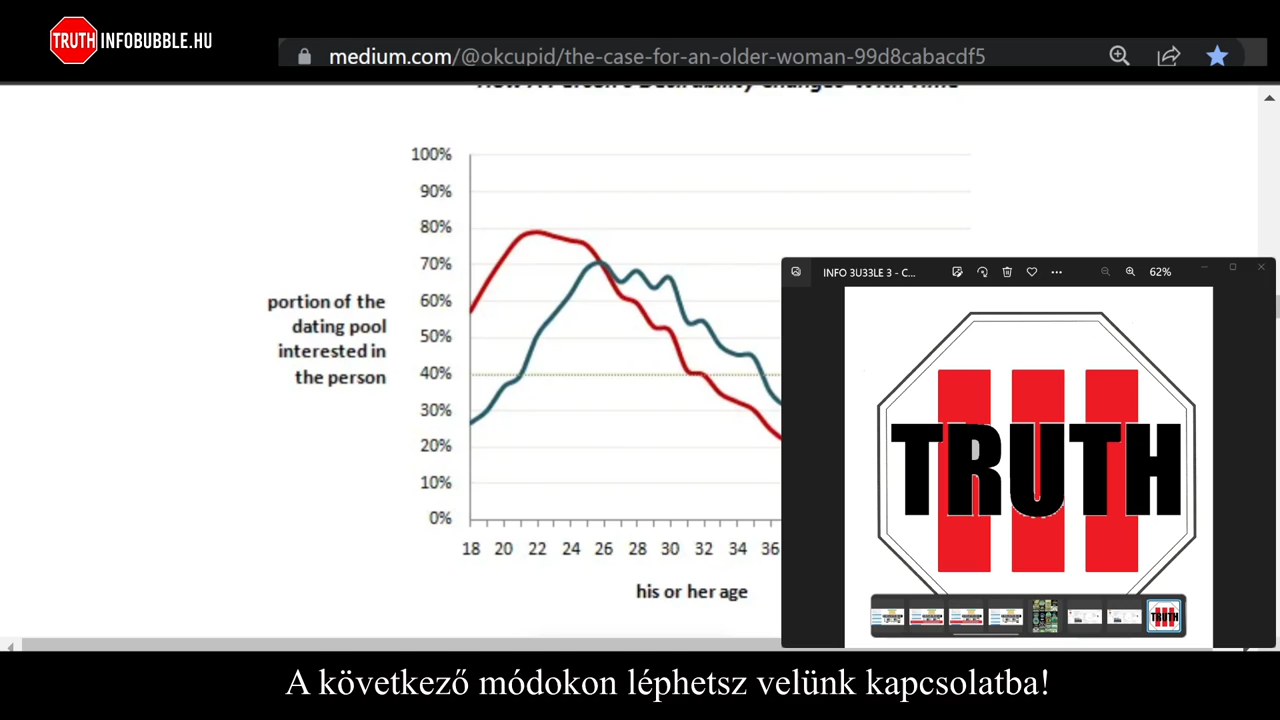 TRUTH INFOBUBBLE.HU
medium.com/@okcupid/the-case-for-an-older-woman-99d8cabacdf5
100%
90%
80%
70%
60%
50%
40%
30%
20%
10%
0%
portion of the
dating pool
interested in
the person
18 20 22 24 26 28 30 32 34 36
his or her age
INFO 3U33LE 3 - C...
62%
TRUTH
TRUTH
A következő módokon léphetsz velünk kapcsolatba!